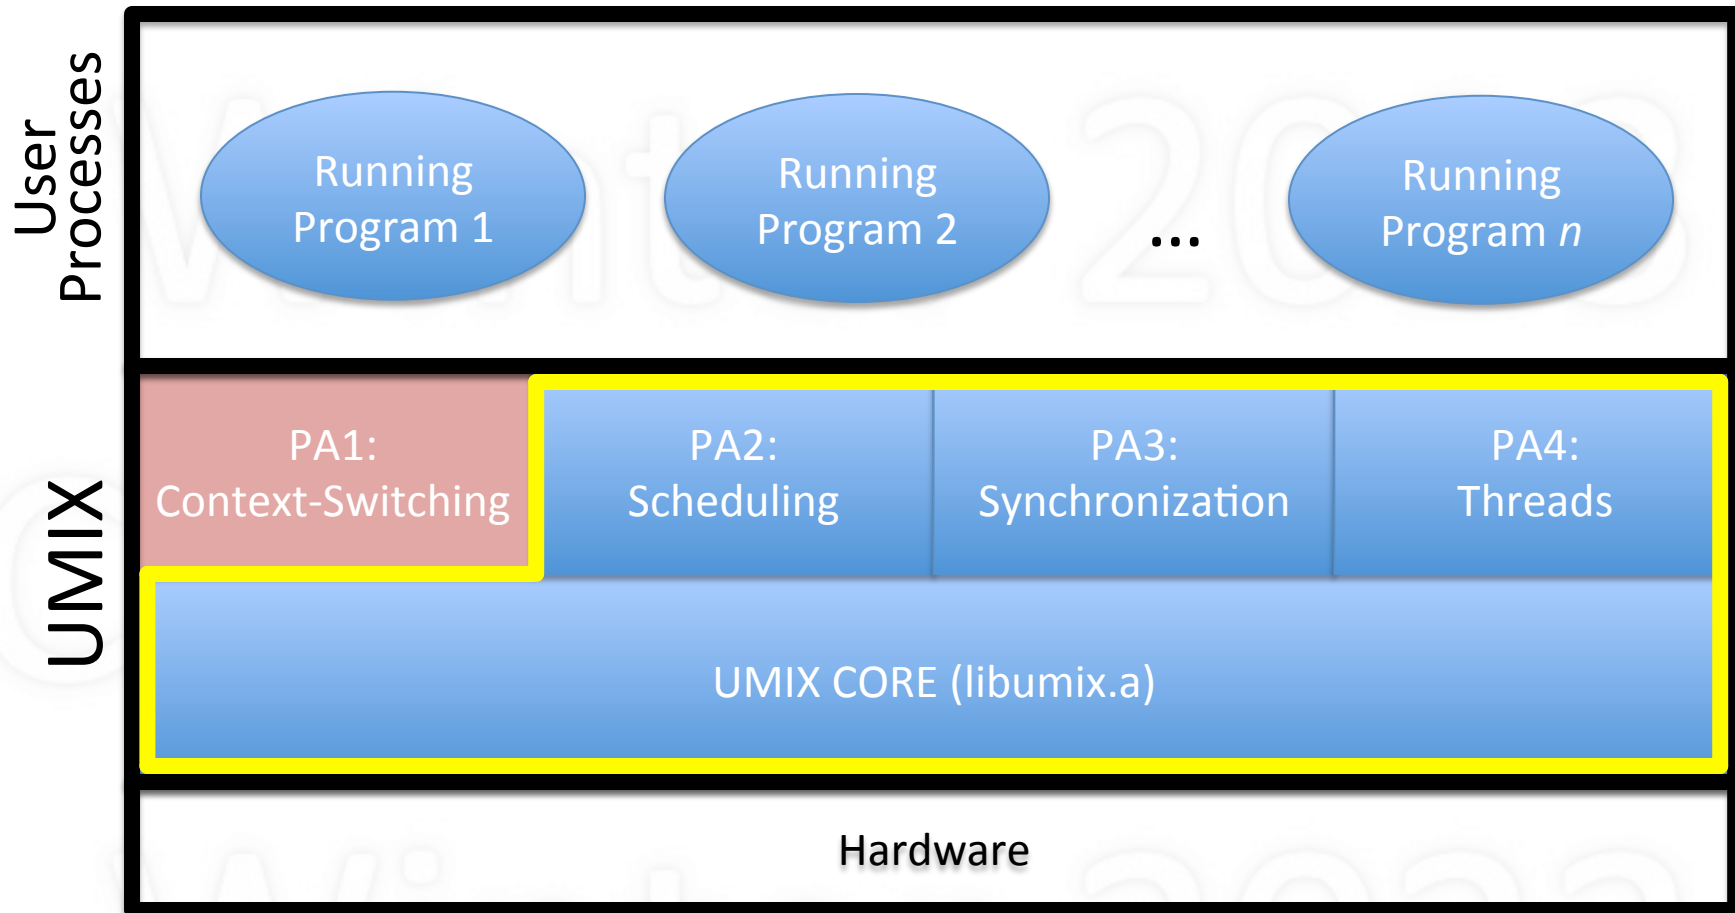 User
Processes
Running
Program 1
Running
Program 2
...
Running
Program n
UMIX
PA1:
Context-Switching
PA2:
Scheduling
PA3:
Synchronization
PA4:
Threads
UMIX CORE (libumix.a)
Hardware